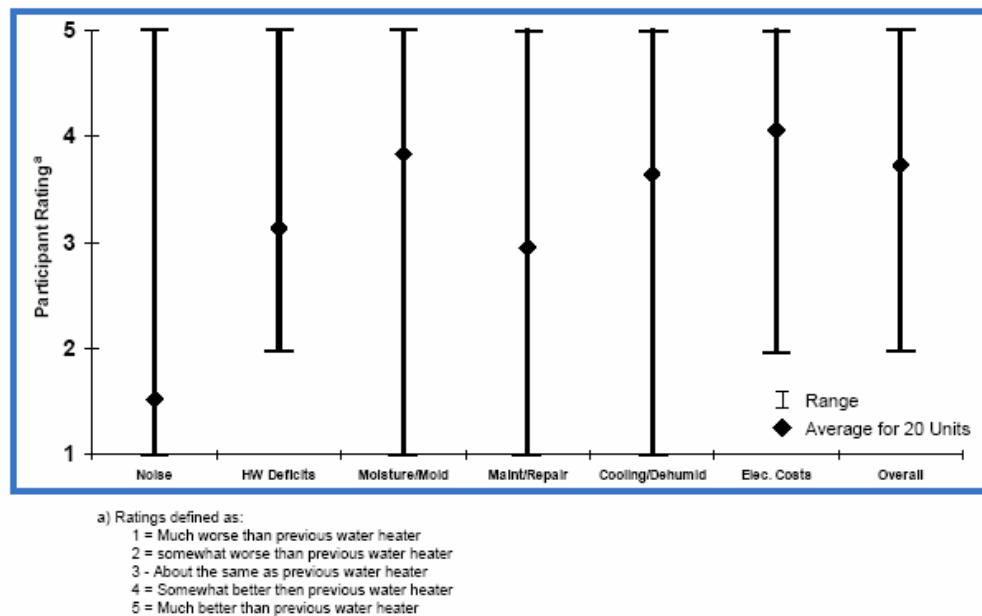 5
4
3
2
1
Participant Rating a
Range
Average for 20 Units
Noise HW Deficits Moisture/Mold Maint/Repair Cooling/Dehumid Elec. Costs Overall
a) Ratings defined as:
1 = Much worse than previous water heater
2 = somewhat worse than previous water heater
3 - About the same as previous water heater
4 = Somewhat better then previous water heater
5 = Much better than previous water heater